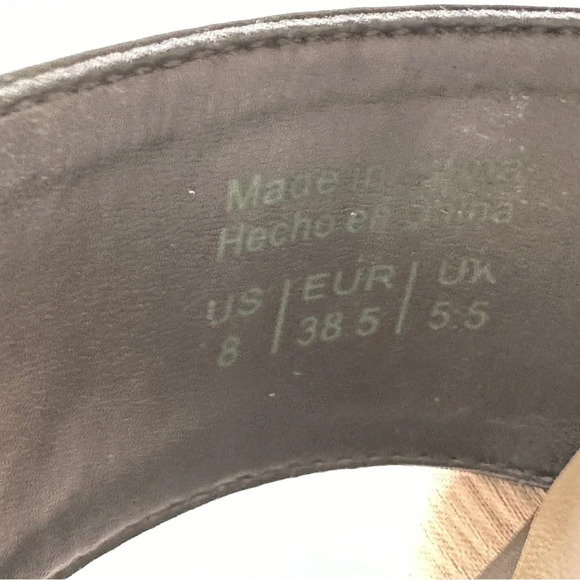 Made in China
Hecho en China
US / EUR / UK
8 / 38.5 / 5.5